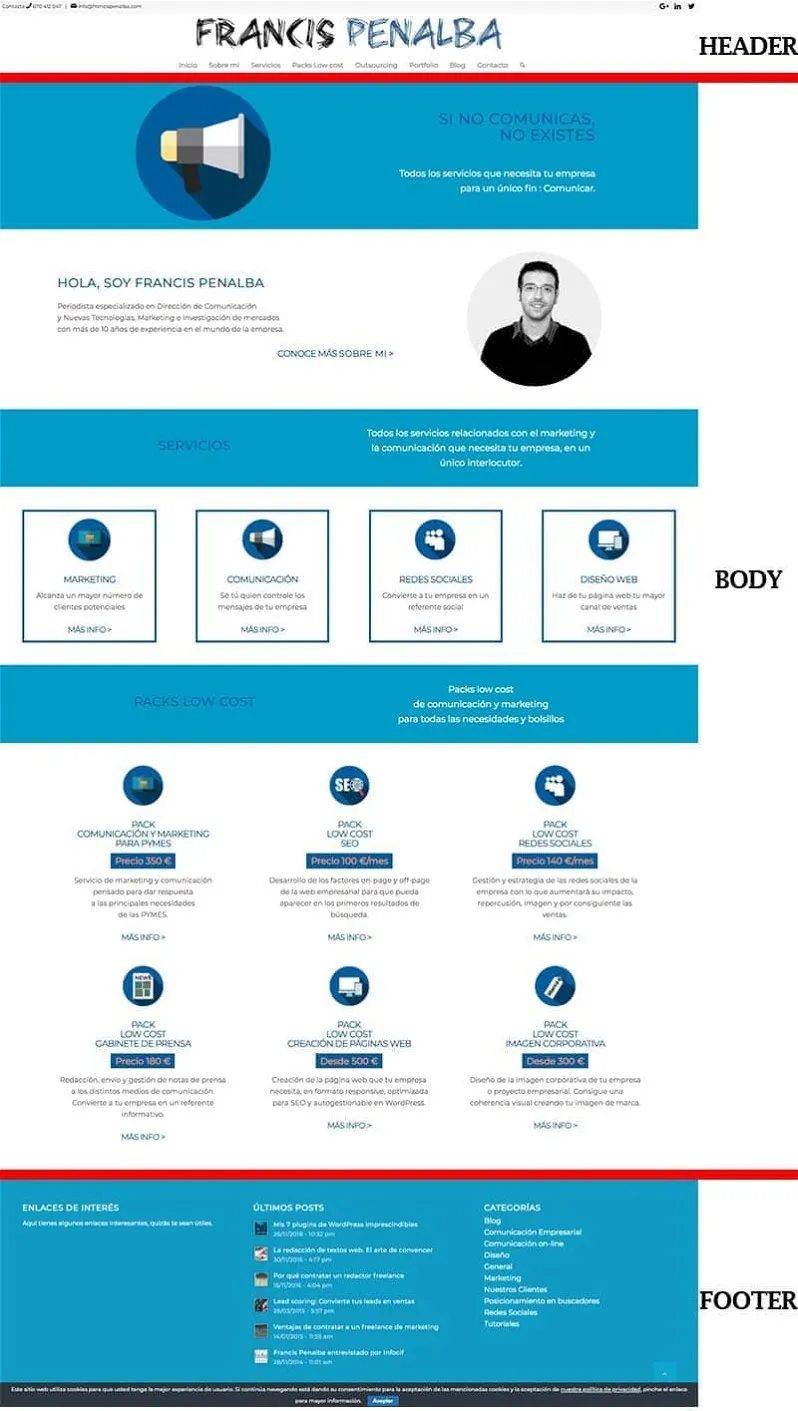 Contacta 670 412 047 | info@francispenalba.com
FRANCIS PENALBA
HEADER
Inicio Sobre mi Servicios Packs Low cost Outsourcing Portfolio Blog Contacto
SI NO COMUNICAS,
NO EXISTES
Todos los servicios que necesita tu empresa
para un único fin : Comunicar.
HOLA, SOY FRANCIS PENALBA
Periodista especializado en Dirección de Comunicación
y Nuevas Tecnologías, Marketing e Investigación de mercados
con más de 10 años de experiencia en el mundo de la empresa.
CONOCE MÁS SOBRE MI >
SERVICIOS
Todos los servicios relacionados con el marketing y
la comunicación que necesita tu empresa, en un
único interlocutor.
BODY
MARKETING
Alcanza un mayor número de
clientes potenciales
MÁS INFO >
COMUNICACIÓN
Sé tú quien controle los
mensajes de tu empresa
MÁS INFO >
REDES SOCIALES
Convierte a tu empresa en un
referente social
MÁS INFO >
DISEÑO WEB
Haz de tu página web tu mayor
canal de ventas
MÁS INFO >
PACKS LOW COST
Packs low cost
de comunicación y marketing
para todas las necesidades y bolsillos
PACK
COMUNICACIÓN Y MARKETING
PARA PYMES
Precio 350 €
Servicio de marketing y comunicación
pensado para dar respuesta
a las principales necesidades
de las PYMES.
MÁS INFO >
SEO
PACK
LOW COST
SEO
Precio 100 €/mes
Desarrollo de los factores on-page y off-page
de la web empresarial para que pueda
aparecer en los primeros resultados de
búsqueda.
MÁS INFO >
PACK
LOW COST
REDES SOCIALES
Precio 140 €/mes
Gestión y estrategia de las redes sociales de la
empresa con lo que aumentará su impacto,
repercusión, imagen y por consiguiente las
ventas.
MÁS INFO >
NEWS
PACK
LOW COST
GABINETE DE PRENSA
Precio 180 €
Redacción, envío y gestión de notas de prensa
a los distintos medios de comunicación.
Convierte a tu empresa en un referente
informativo.
MÁS INFO >
PACK
LOW COST
CREACIÓN DE PÁGINAS WEB
Desde 500 €
Creación de la página web que tu empresa
necesita, en formato responsive, optimizada
para SEO y autogestionable en WordPress.
MÁS INFO >
PACK
LOW COST
IMAGEN CORPORATIVA
Desde 300 €
Diseño de la imagen corporativa de tu empresa
o proyecto empresarial. Consigue una
coherencia visual creando tu imagen de marca.
MÁS INFO >
ENLACES DE INTERÉS
Aquí tienes algunos enlaces interesantes, quizás te sean útiles.
ÚLTIMOS POSTS
Mis 7 plugins de WordPress imprescindibles
28/11/2018 - 10:32 pm
La redacción de textos web. El arte de convencer
30/11/2016 - 4:17 pm
Por qué contratar un redactor freelance
16/11/2016 - 4:04 pm
Lead scoring: Convierte tus leads en ventas
26/03/2015 - 5:57 pm
Ventajas de contratar a un freelance de marketing
14/01/2015 - 11:53 am
Francis Penalba entrevistado por Infocif
28/11/2014 - 11:01 am
CATEGORÍAS
Blog
Comunicación Empresarial
Comunicación on-line
Diseño
General
Marketing
Nuestros Clientes
Posicionamiento en buscadores
Redes Sociales
Tutoriales
FOOTER
Este sitio web utiliza cookies para que usted tenga la mejor experiencia de usuario. Si continúa navegando está dando su consentimiento para la aceptación de las mencionadas cookies y la aceptación de nuestra política de privacidad, pinche el enlace
para mayor información. Aceptar